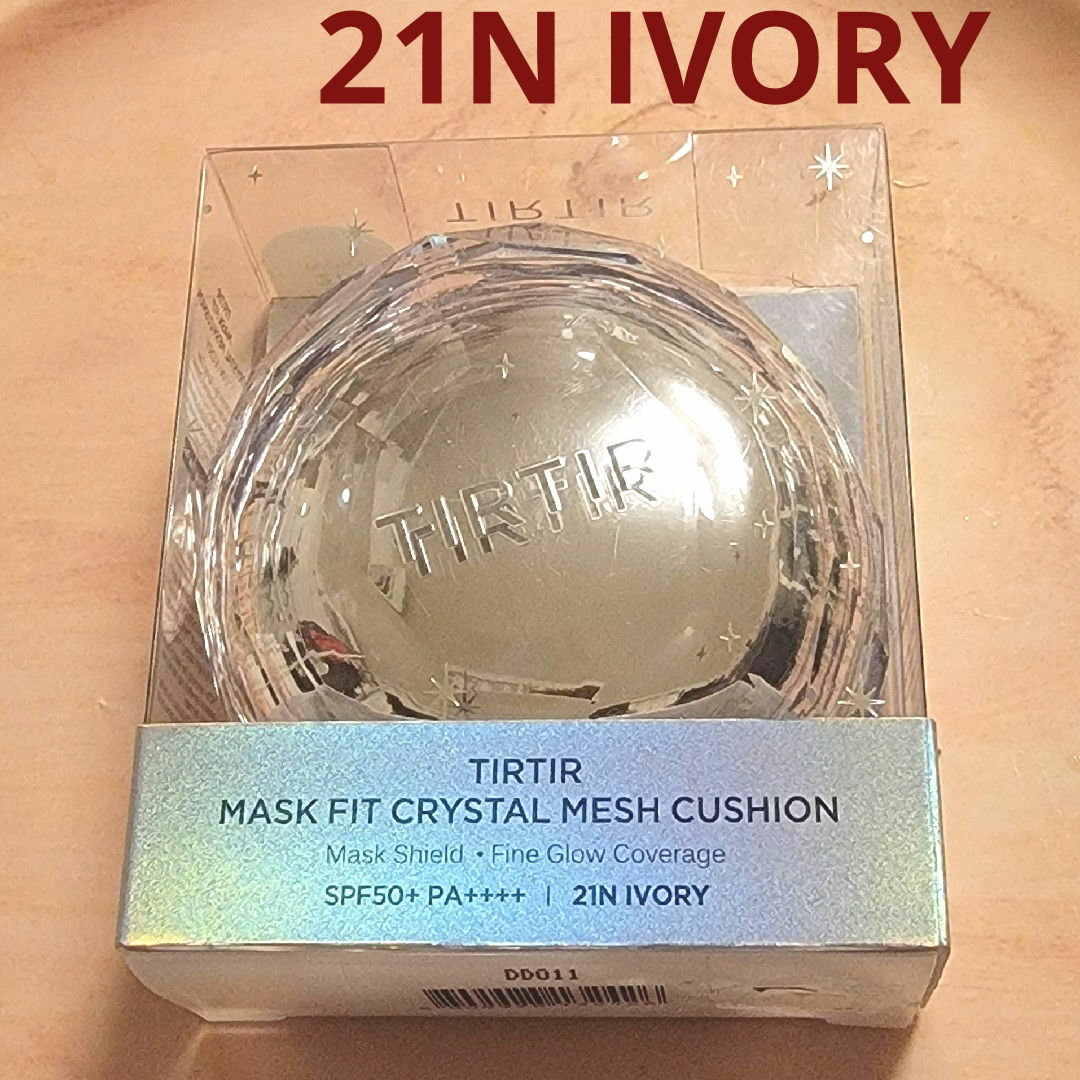 21N IVORY
TIRTIR
TIRTIR
TIRTIR
MASK FIT CRYSTAL MESH CUSHION
Mask Shield • Fine Glow Coverage
SPF50+ PA++++ | 21N IVORY
DD011